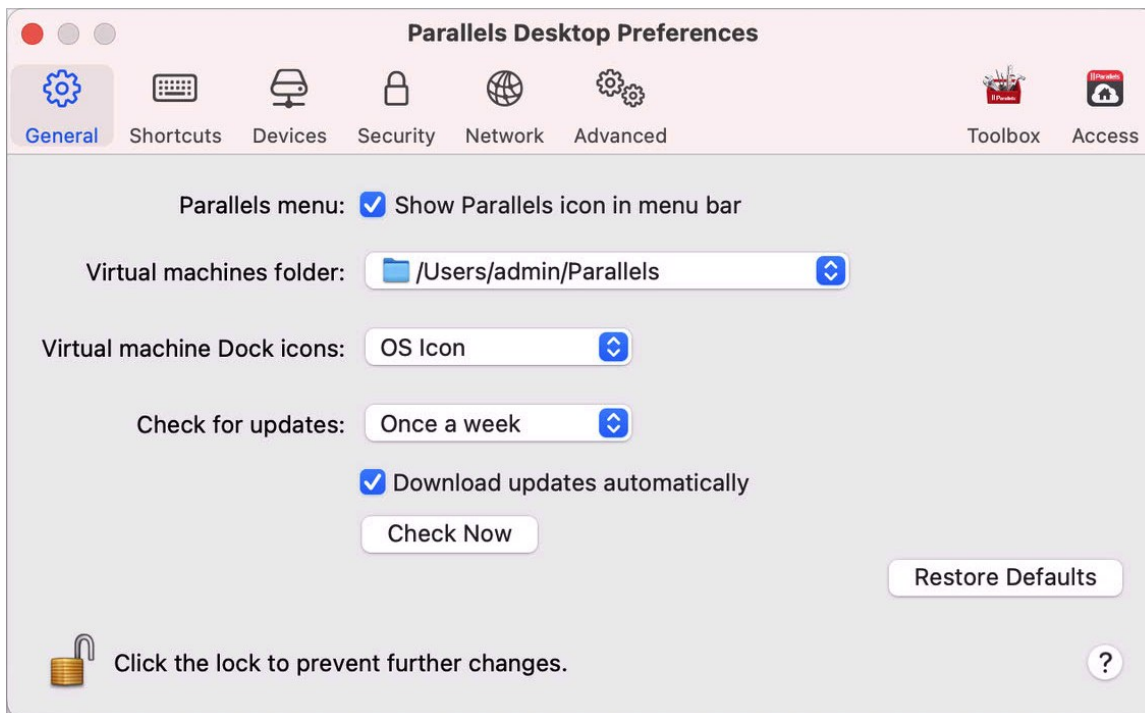 Parallels Desktop Preferences
General Shortcuts Devices Security Network Advanced Toolbox Access
Parallels menu: Show Parallels icon in menu bar
Virtual machines folder: /Users/admin/Parallels
Virtual machine Dock icons: OS Icon
Check for updates: Once a week
Download updates automatically
Check Now
Restore Defaults
Click the lock to prevent further changes. ?